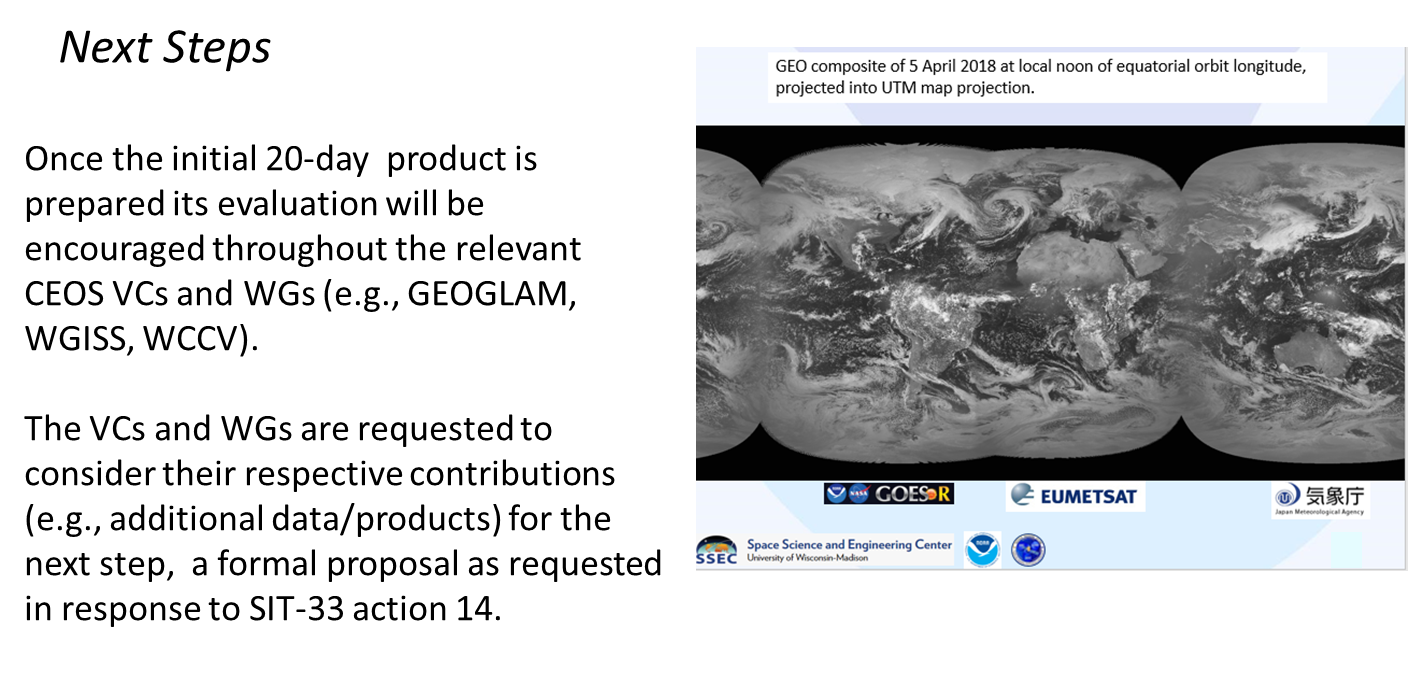 Next Steps
Once the initial 20-day  product is
prepared its evaluation will be
encouraged throughout the relevant
CEOS VCs and WGs (e.g., GEOGLAM,
WGISS, WCCV).
The VCs and WGs are requested to
consider their respective contributions
(e.g., additional data/products) for the
next step,  a formal proposal as requested
in response to SIT-33 action 14.
GEO composite of 5 April 2018 at local noon of equatorial orbit longitude,
projected into UTM map projection.
NASA GOES R
EUMETSAT
気象庁
Japan Meteorological Agency
SSEC
Space Science and Engineering Center
University of Wisconsin-Madison
NOAA